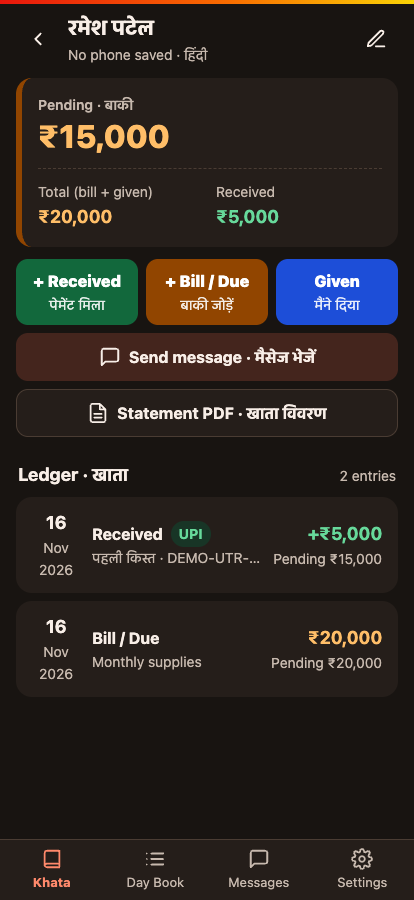 रमेश पटेल
No phone saved · हिंदी
Pending · बाकी
₹15,000
Total (bill + given)
₹20,000
Received
₹5,000
+ Received
पेमेंट मिला
+ Bill / Due
बाकी जोड़ें
Given
मैंने दिया
Send message · मैसेज भेजें
Statement PDF · खाता विवरण
Ledger · खाता
2 entries
16
Nov
2026
Received UPI
पहली किस्त · DEMO-UTR-...
+₹5,000
Pending ₹15,000
16
Nov
2026
Bill / Due
Monthly supplies
₹20,000
Pending ₹20,000
Khata
Day Book
Messages
Settings